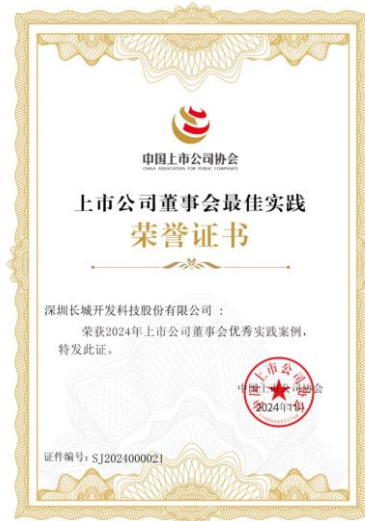 中国上市公司协会
CHINA ASSOCIATION FOR PUBLIC COMPANIES
上市公司董事会最佳实践
荣誉证书
深圳长城开发科技股份有限公司：
荣获2024年上市公司董事会优秀实践案例，
特发此证。
中国上市公司协会
2024年11月
证件编号：SJ2024000021